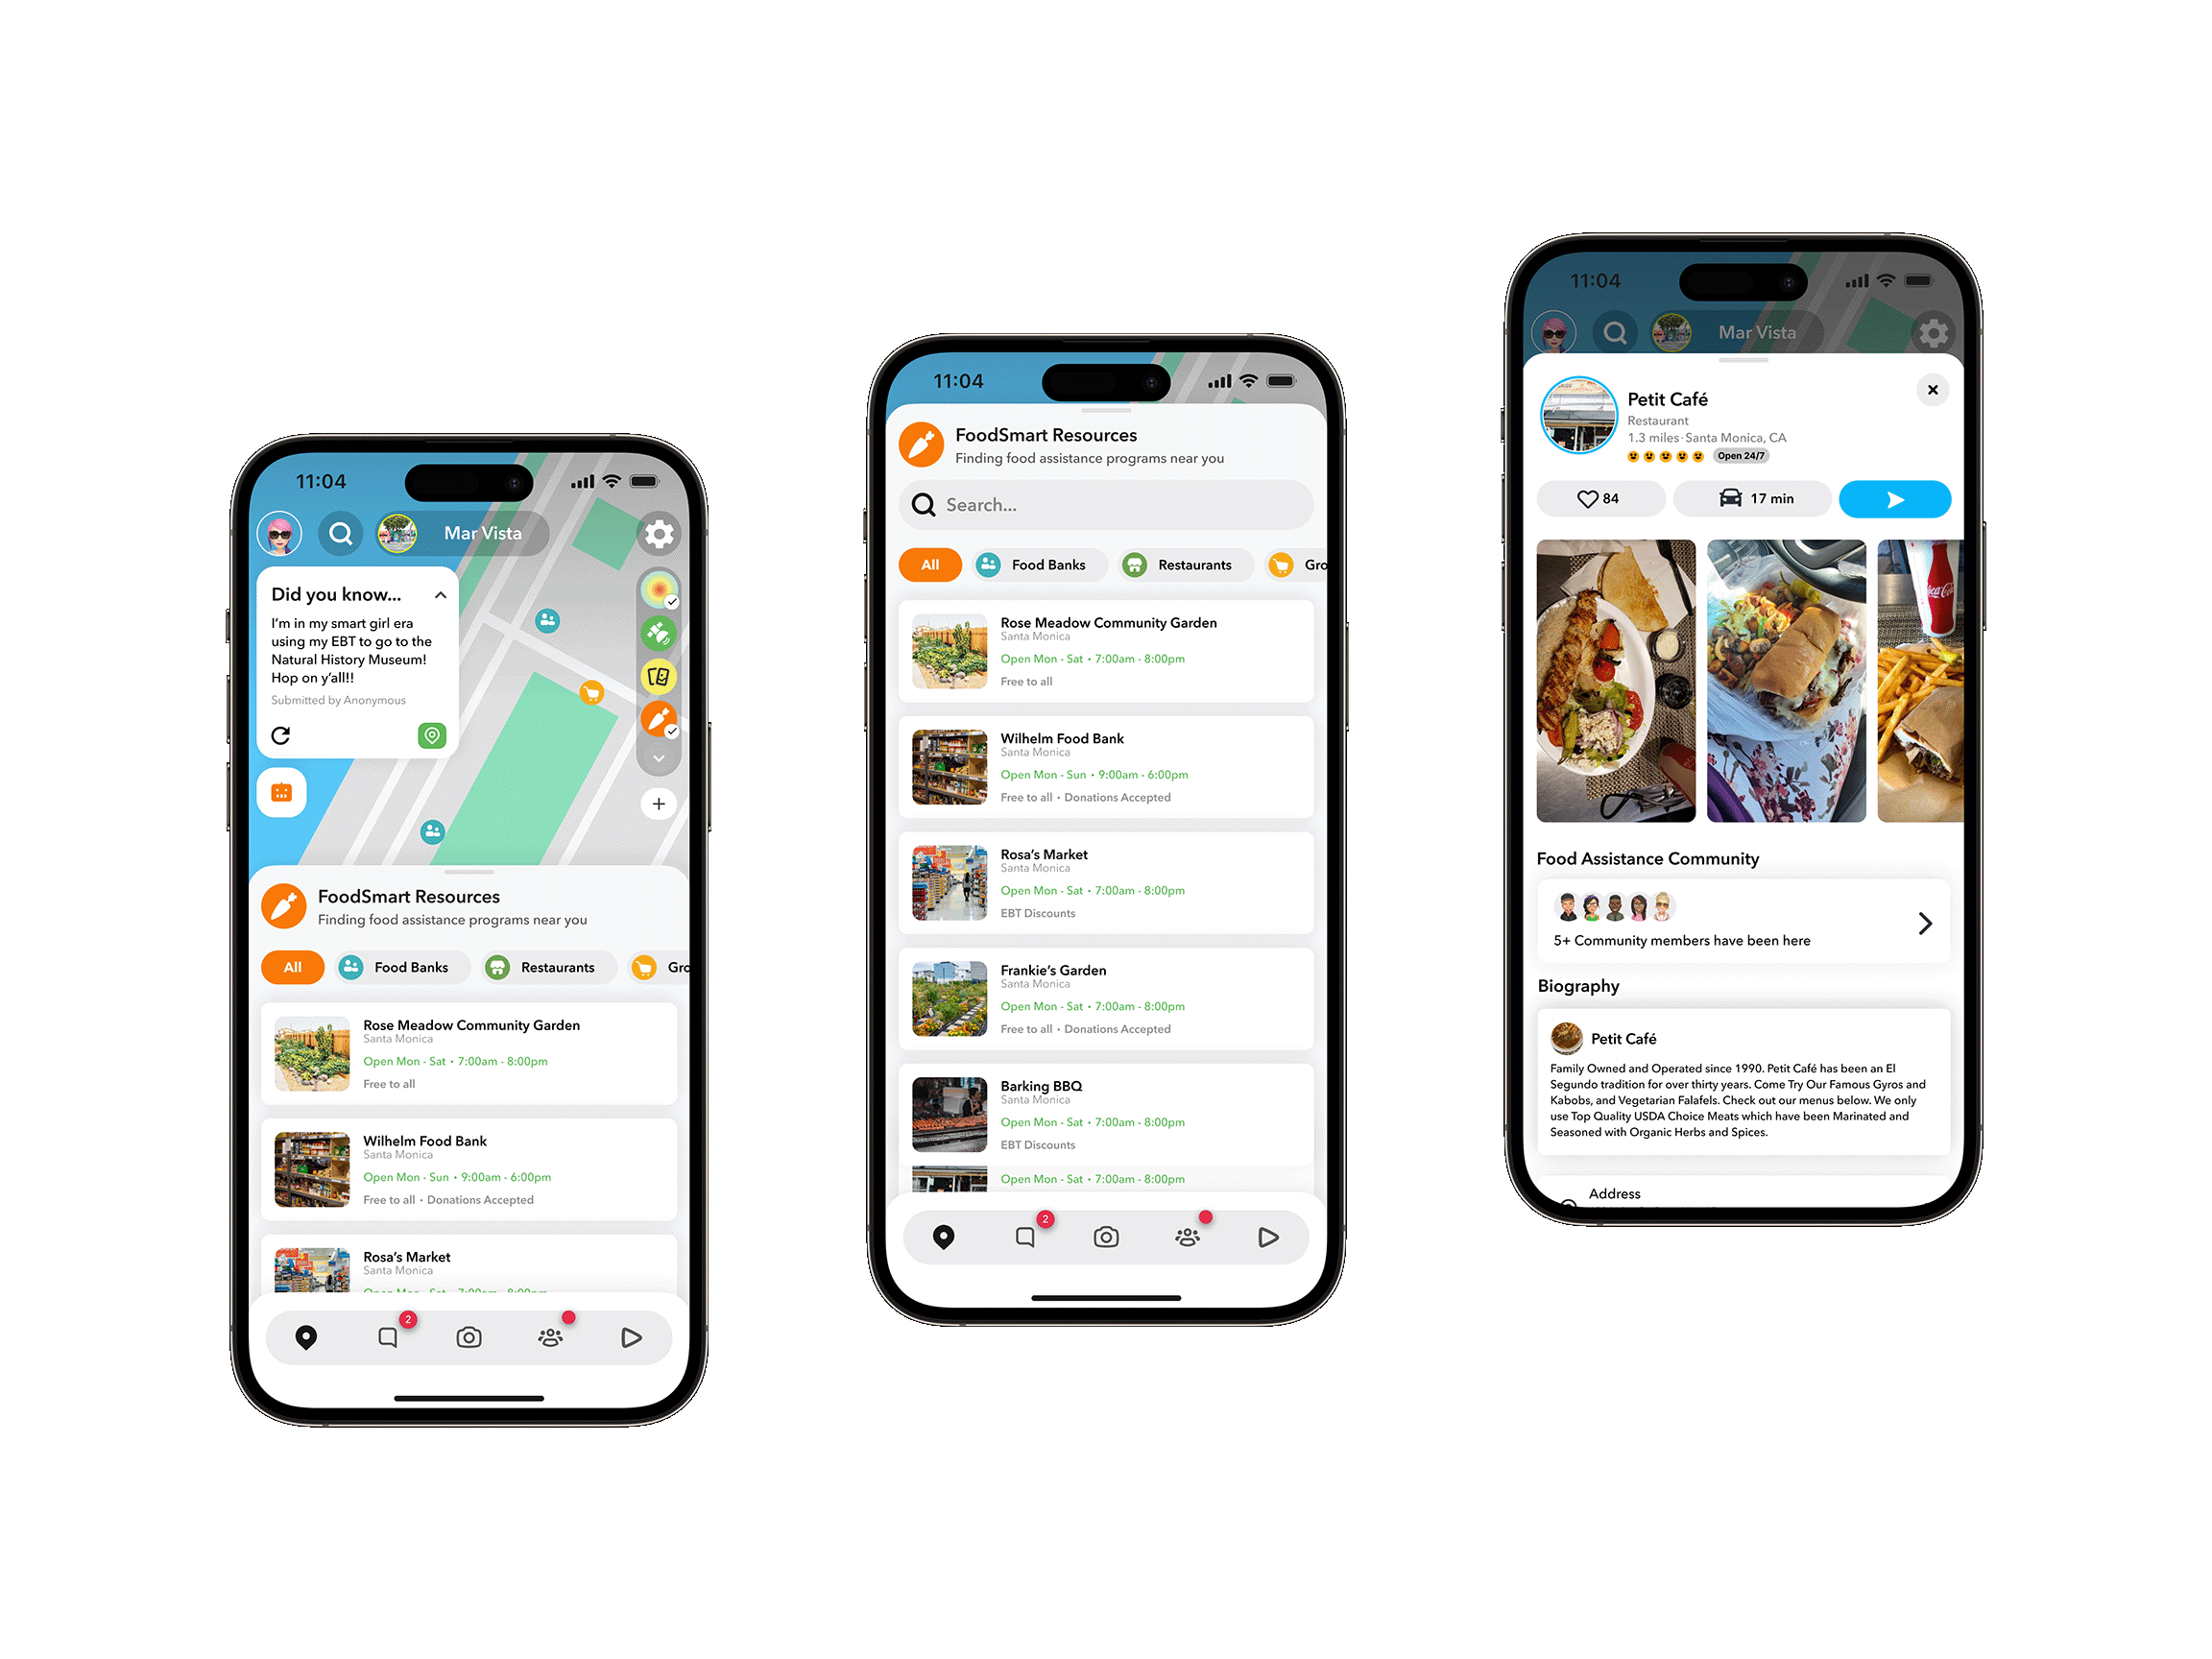 11:04
Mar Vista
Did you know...
I'm in my smart girl era
using my EBT to go to the
Natural History Museum!
Hop on y'all!!
Submitted by Anonymous
FoodSmart Resources
Finding food assistance programs near you
All
Food Banks
Restaurants
Gro
Rose Meadow Community Garden
Santa Monica
Open Mon - Sat • 7:00am - 8:00pm
Free to all
Wilhelm Food Bank
Santa Monica
Open Mon - Sun • 9:00am - 6:00pm
Free to all • Donations Accepted
Rosa's Market
Santa Monica
Open Mon - Sat • 7:00am - 8:00pm
2
11:04
FoodSmart Resources
Finding food assistance programs near you
Search...
All
Food Banks
Restaurants
Gro
Rose Meadow Community Garden
Santa Monica
Open Mon - Sat • 7:00am - 8:00pm
Free to all
Wilhelm Food Bank
Santa Monica
Open Mon - Sun • 9:00am - 6:00pm
Free to all • Donations Accepted
Rosa's Market
Santa Monica
Open Mon - Sat • 7:00am - 8:00pm
EBT Discounts
Frankie's Garden
Santa Monica
Open Mon - Sat • 7:00am - 8:00pm
Free to all • Donations Accepted
Barking BBQ
Santa Monica
Open Mon - Sat • 7:00am - 8:00pm
EBT Discounts
Open Mon - Sat • 7:00am - 8:00pm
2
11:04
Mar Vista
Petit Café
Restaurant
1.3 miles · Santa Monica, CA
Open 24/7
84
17 min
Coca-Cola
Food Assistance Community
5+ Community members have been here
Biography
Petit Café
Family Owned and Operated since 1990. Petit Café has been an El
Segundo tradition for over thirty years. Come Try Our Famous Gyros and
Kabobs, and Vegetarian Falafels. Check out our menus below. We only
use Top Quality USDA Choice Meats which have been Marinated and
Seasoned with Organic Herbs and Spices.
Address